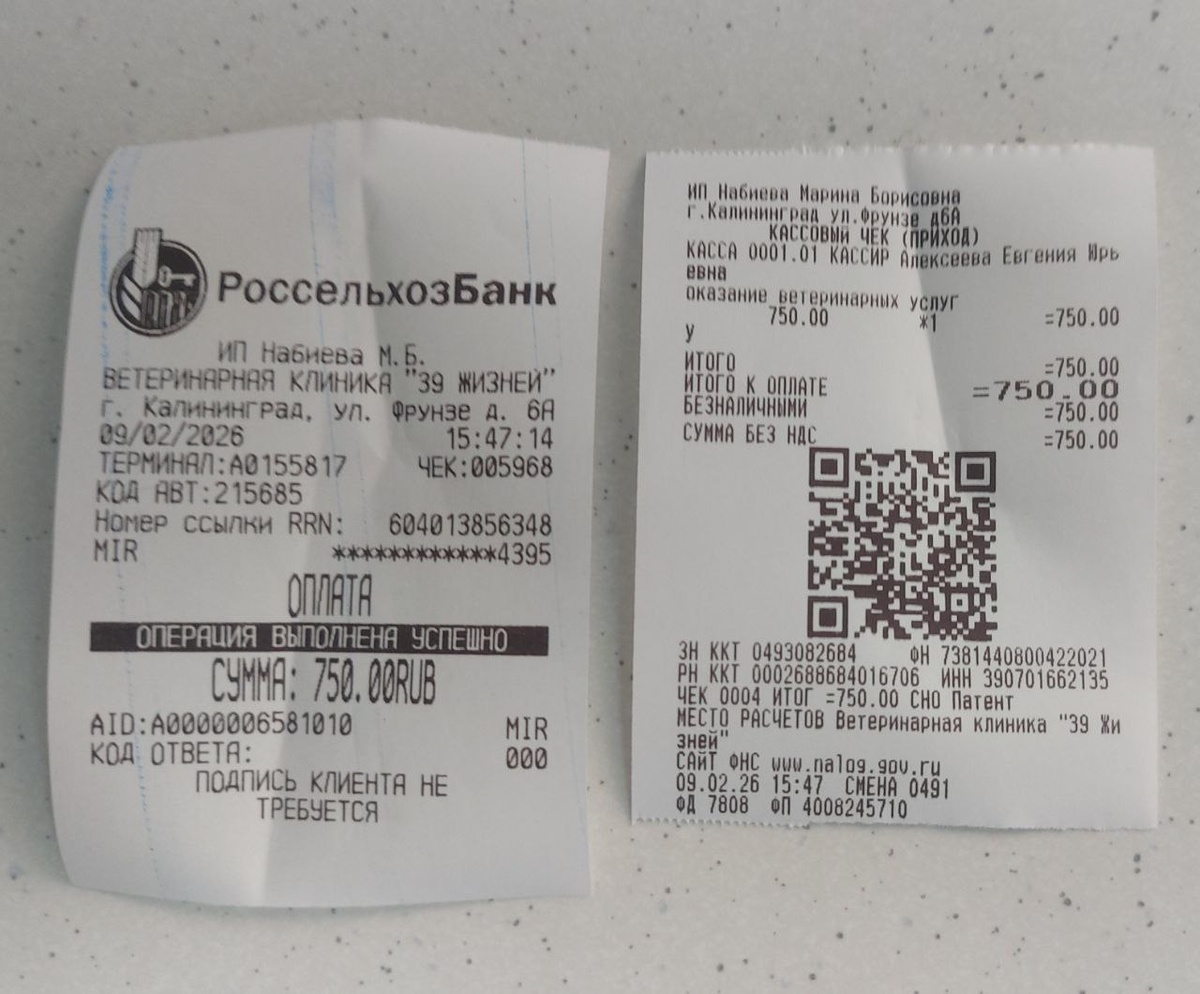 РоссельхозБанк
ИП Набиева М.Б.
ВЕТЕРИНАРНАЯ КЛИНИКА "39 ЖИЗНЕЙ"
г. Калининград, ул. Фрунзе д. 6А
09/02/2026 15:47:14
ТЕРМИНАЛ:A0155817 ЧЕК:005968
КОД АВТ:215685
Номер ссылки RRN: 604013856348
MIR ************4395
ОПЛАТА
ОПЕРАЦИЯ ВЫПОЛНЕНА УСПЕШНО
СУММА: 750.00RUB
AID:A0000006581010 MIR
КОД ОТВЕТА: 000
ПОДПИСЬ КЛИЕНТА НЕ
ТРЕБУЕТСЯ
ИП Набиева Марина Борисовна
г.Калининград ул.Фрунзе д6А
КАССОВЫЙ ЧЕК (ПРИХОД)
КАССА 0001.01 КАССИР Алексеева Евгения Юрь
евна
оказание ветеринарных услуг
750.00 *1 =750.00
У
ИТОГО =750.00
ИТОГО К ОПЛАТЕ =750.00
БЕЗНАЛИЧНЫМИ =750.00
СУММА БЕЗ НДС =750.00
ЗН ККТ 0493082684 ФН 7381440800422021
РН ККТ 0002688684016706 ИНН 390701662135
ЧЕК 0004 ИТОГ =750.00 СНО Патент
МЕСТО РАСЧЕТОВ Ветеринарная клиника "39 Жи
зней"
САЙТ ФНС www.nalog.gov.ru
09.02.26 15:47 СМЕНА 0491
ФД 7808 ФП 4008245710